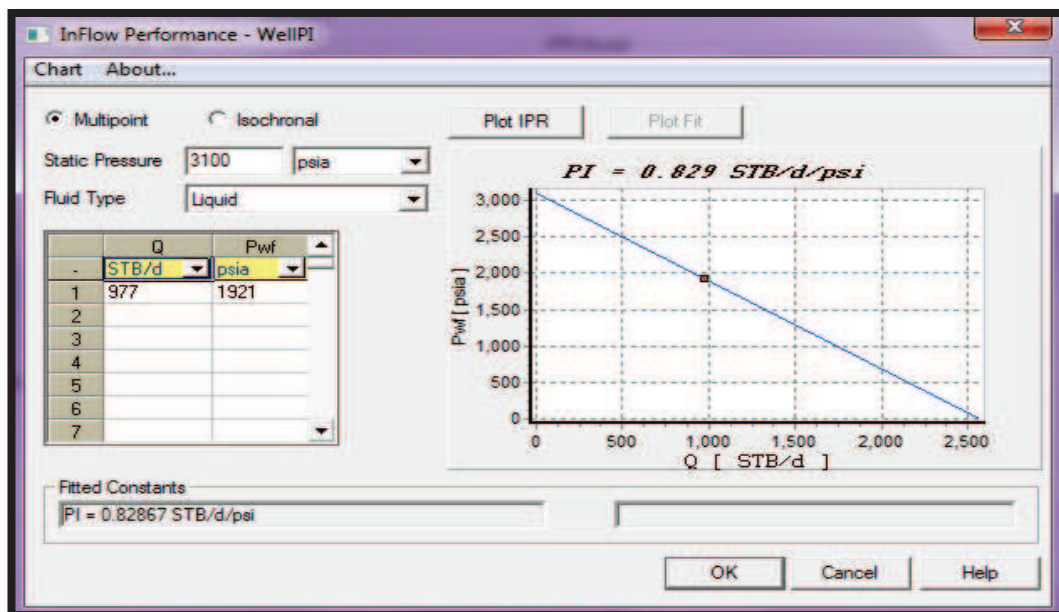 InFlow Performance - WellPI
Chart About...
Multipoint Isochronal Plot IPR Plot Fit
Static Pressure 3100 psia
Fluid Type Liquid
PI = 0.829 STB/d/psi
Q Pwf
- STB/d psia
1 977 1921
2
3
4
5
6
7
Pwf [psia]
3,000
2,500
2,000
1,500
1,000
500
0
0 500 1,000 1,500 2,000 2,500
Q [ STB/d ]
Fitted Constants
PI = 0.82867 STB/d/psi
OK Cancel Help